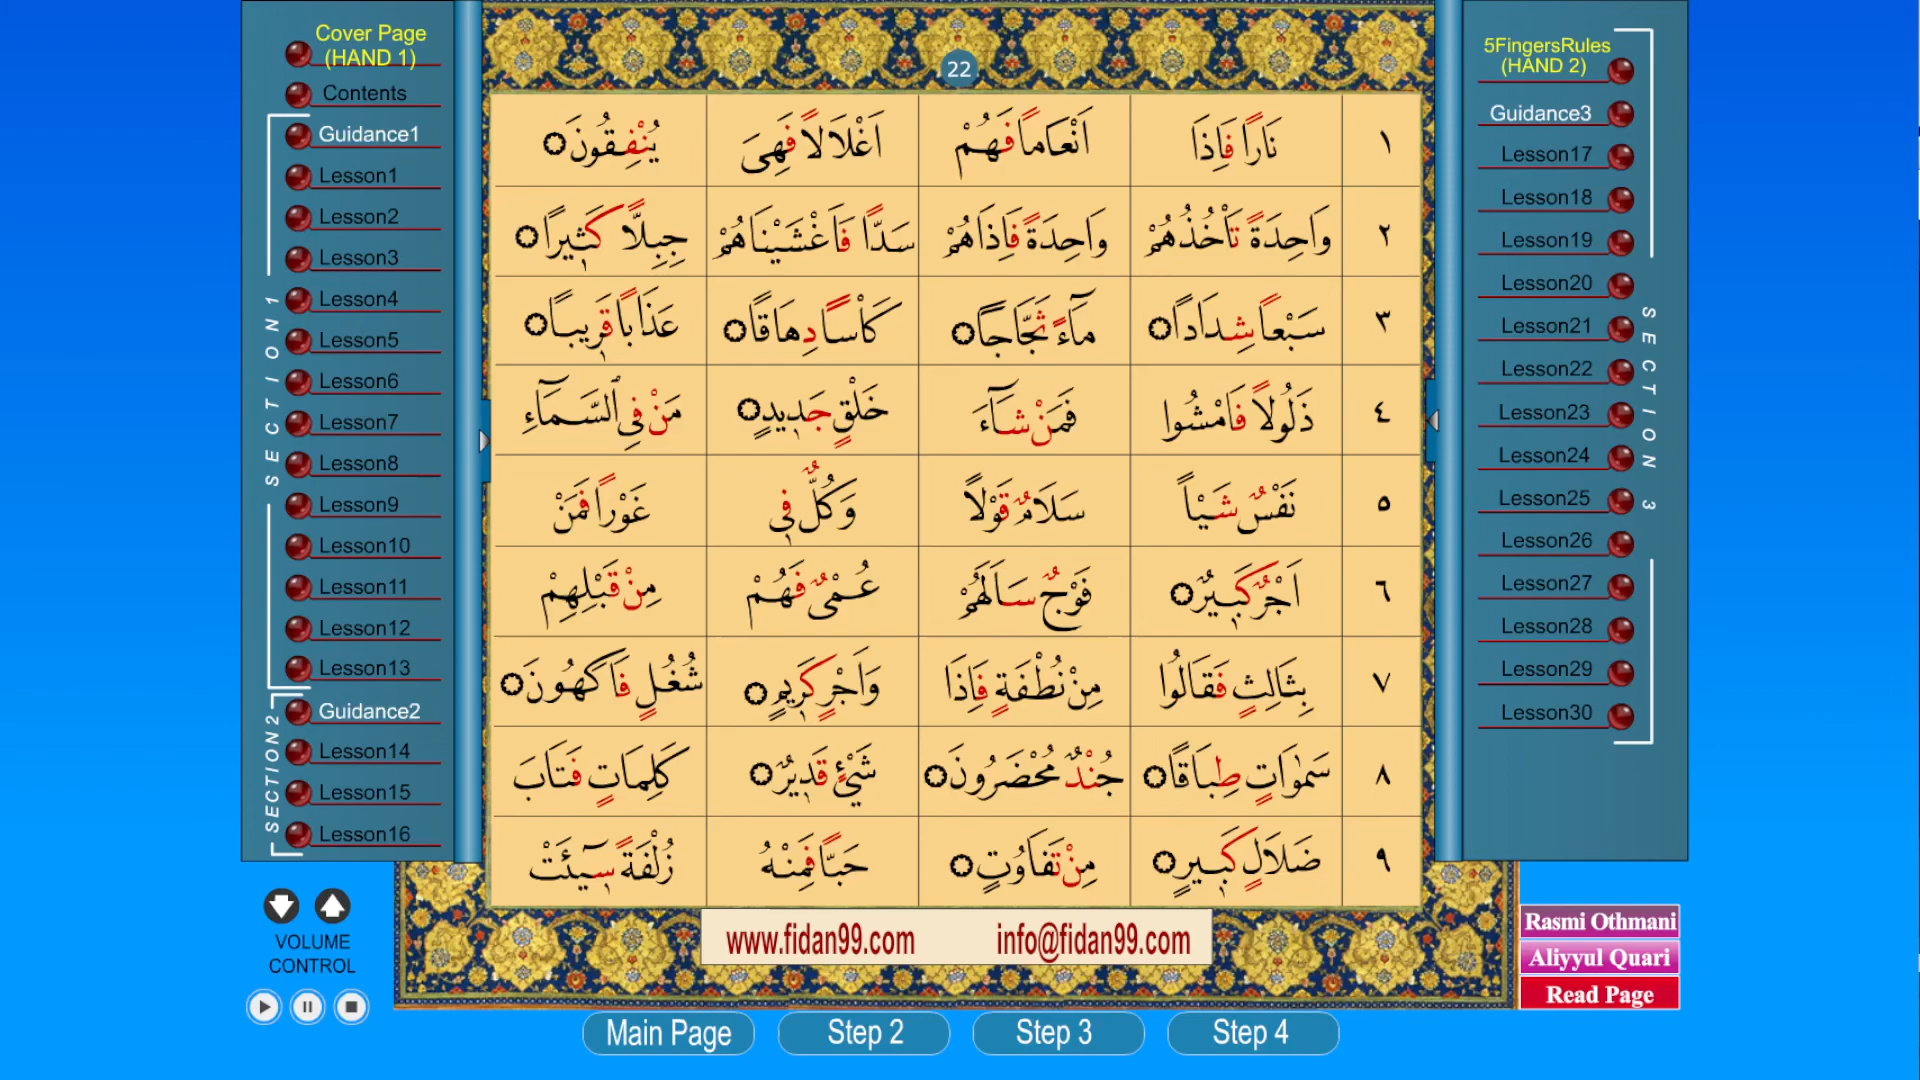 Cover Page
(HAND 1)
Contents
Guidance1
Lesson1
Lesson2
Lesson3
Lesson4
Lesson5
Lesson6
Lesson7
Lesson8
Lesson9
Lesson10
Lesson11
Lesson12
Lesson13
Guidance2
Lesson14
Lesson15
Lesson16
SECTION 1
SECTION2
VOLUME
CONTROL
22
١ نَارًا فَاِذَا اَنْعَامًا فَهُمْ اَغْلَالًا فَهِىَ يُنْفِقُونَ
٢ وَاحِدَةً تَأْخُذُهُمْ وَاحِدَةً فَاِذَاهُمْ سَدًّا فَاَغْشَيْنَاهُمْ جِبِلًّا كَثِيرًا
٣ سَبْعًا شِدَادًا مَآءً ثَجَّاجًا كَاْسًا دِهَاقًا عَذَابًا قَرِيبًا
٤ ذَلُولًا فَامْشُوا فَمَنْ شَآءَ خَلْقٍ جَدِيدٍ مَنْ فِى السَّمَآءِ
٥ نَفْسٌ شَيْپًا سَلَامٌ قَوْلًا وَكُلٌّ فِى غَوْرًا فَمَنْ
٦ اَجْرٌ كَبِيرٌ فَوْجٌ سَاَلَهُمْ عُمْىٌ فَهُمْ مِنْ قَبْلِهِمْ
٧ بِثَالِثٍ فَقَالُوا مِنْ نُطْفَةٍ فَاِذَا وَاَجْرٍ كَرِيمٍ شُغُلٍ فَاكَهُونَ
٨ سَمٰوَاتٍ طِبَاقًا جُنْدٌ مُحْضَرُونَ شَيْئٍ قَدِيرٌ كَلِمَاتٍ فَتَابَ
٩ ضَلَالٍ كَبِيرٍ مِنْ تَفَاوُتٍ حَبًّا فَمِنْهُ زُلْفَةً سِيٓئَتْ
www.fidan99.com info@fidan99.com
Main Page Step 2 Step 3 Step 4
5FingersRules
(HAND 2)
Guidance3
Lesson17
Lesson18
Lesson19
Lesson20
Lesson21
Lesson22
Lesson23
Lesson24
Lesson25
Lesson26
Lesson27
Lesson28
Lesson29
Lesson30
SECTION 3
Rasmi Othmani
Aliyyul Quari
Read Page